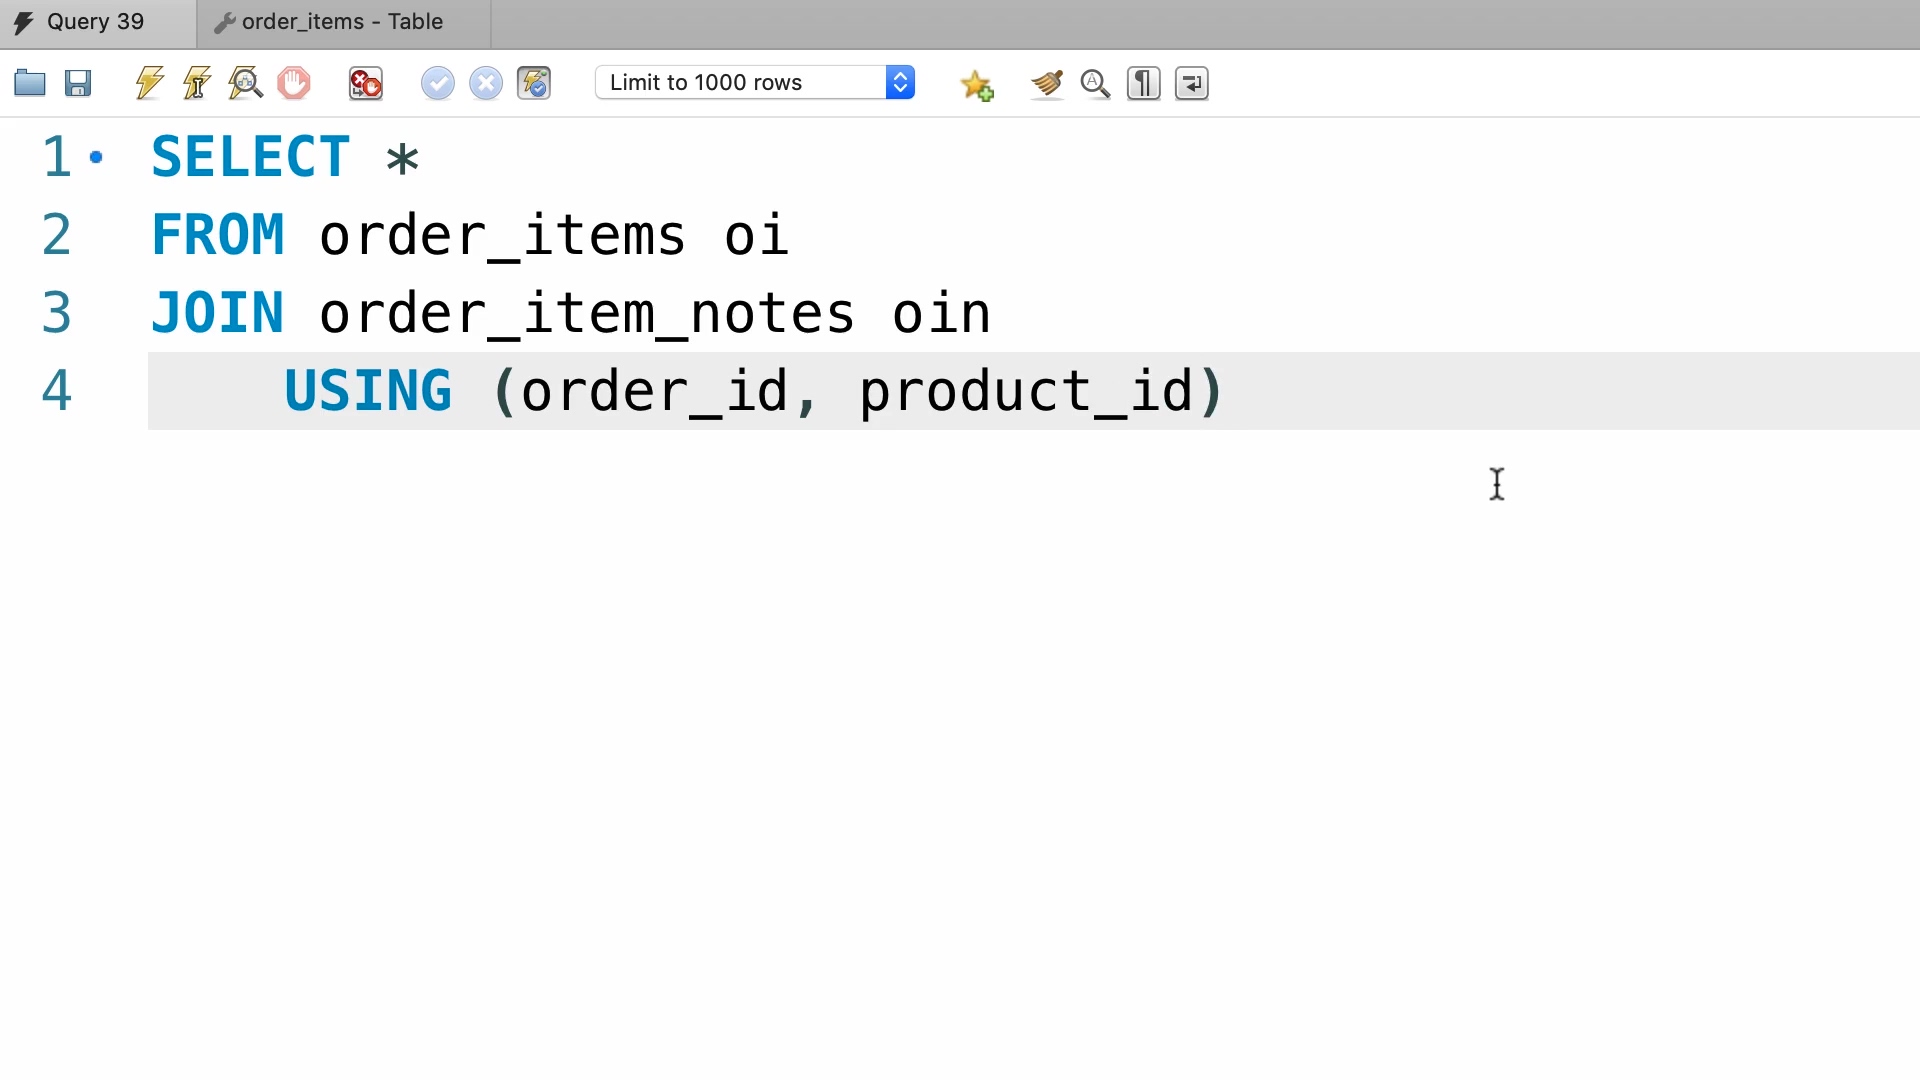 Query 39
order_items - Table
Limit to 1000 rows
1 SELECT *
2 FROM order_items oi
3 JOIN order_item_notes oin
4 USING (order_id, product_id)